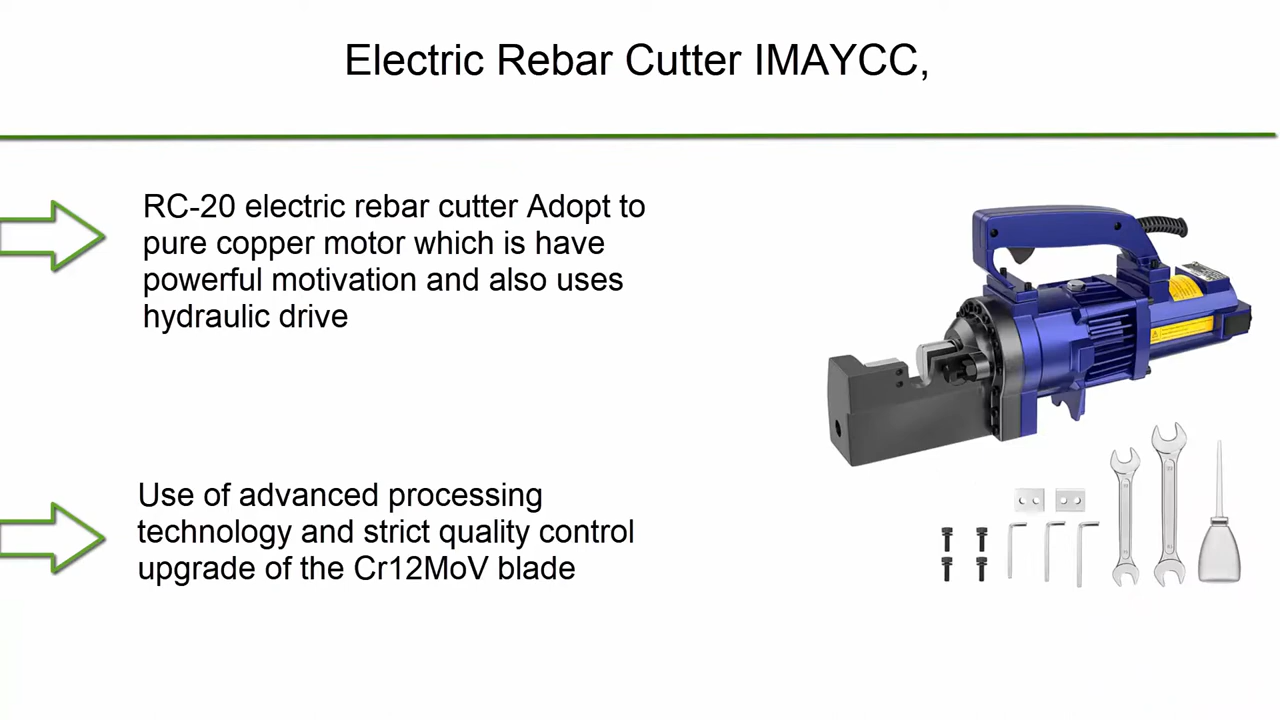 Electric Rebar Cutter IMAYCC,
RC-20 electric rebar cutter Adopt to
pure copper motor which is have
powerful motivation and also uses
hydraulic drive
Use of advanced processing
technology and strict quality control
upgrade of the Cr12MoV blade